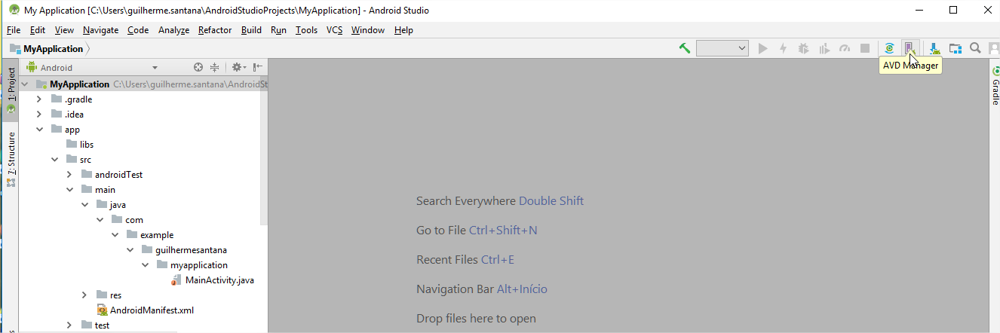 My Application [C:\Users\guilherme.santana\AndroidStudioProjects\MyApplication] - Android Studio
File Edit View Navigate Code Analyze Refactor Build Run Tools VCS Window Help
MyApplication
AVD Manager
1: Project
7: Structure
Android
MyApplication C:\Users\guilherme.santana\AndroidSt
.gradle
.idea
app
libs
src
androidTest
main
java
com
example
guilhermesantana
myapplication
MainActivity.java
res
AndroidManifest.xml
test
Search Everywhere Double Shift
Go to File Ctrl+Shift+N
Recent Files Ctrl+E
Navigation Bar Alt+Início
Drop files here to open
Gradle